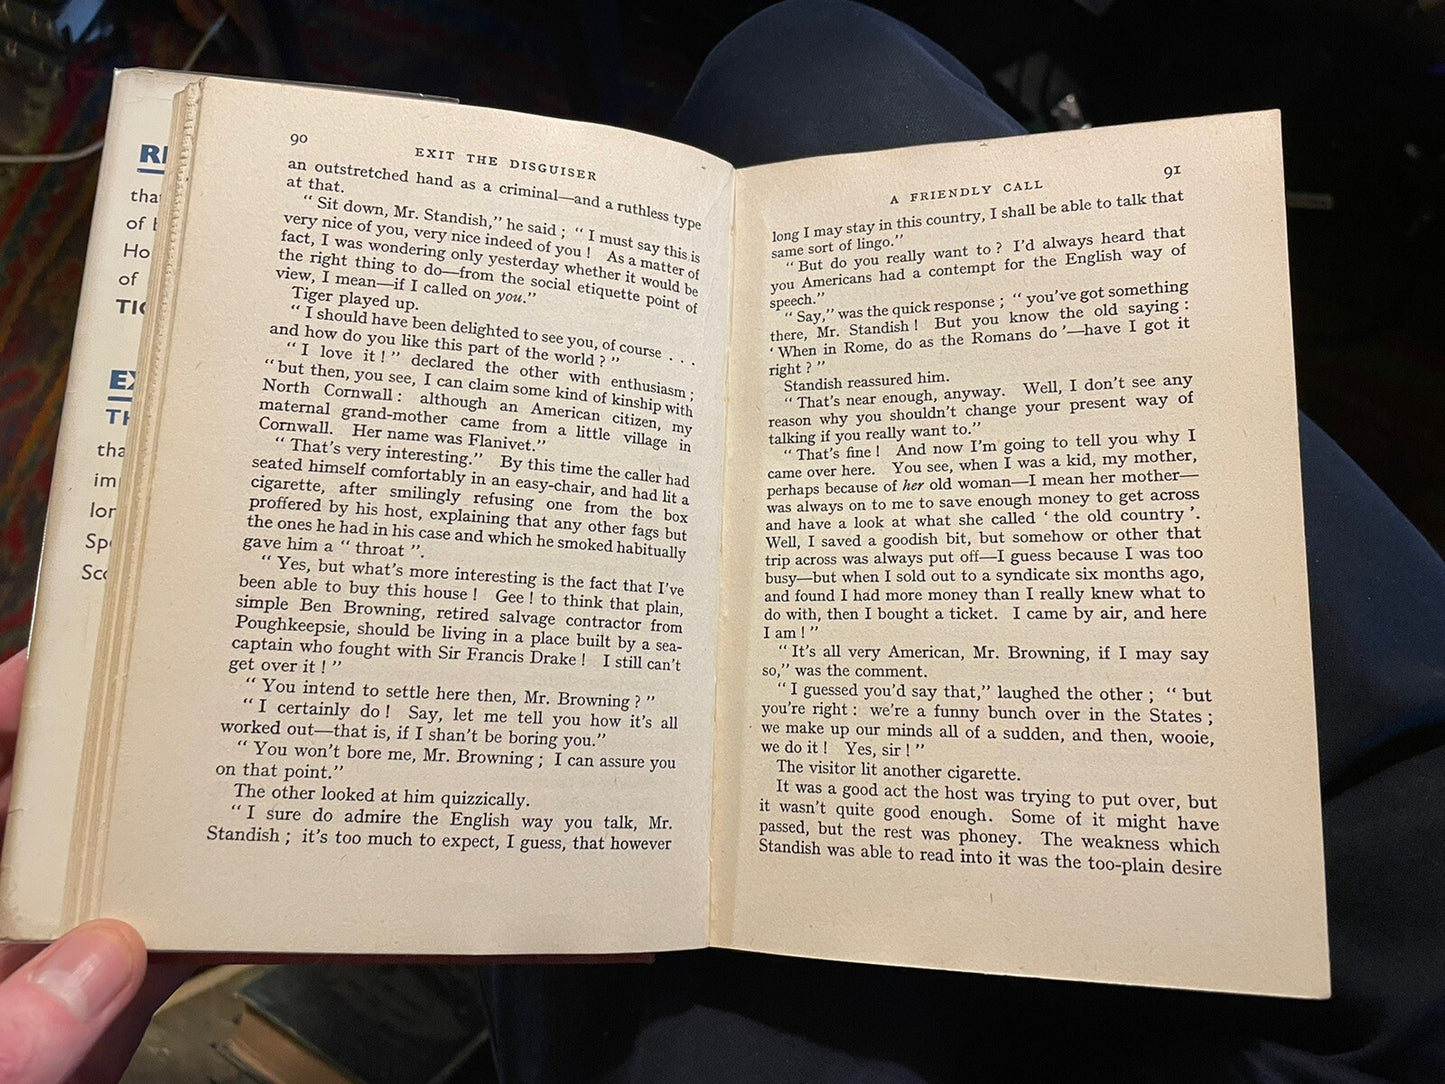 RE
that
of
Ho
of
TIG
EX
TH
tha
im
lon
Spe
Sco
90
EXIT THE DISGUISER
an outstretched hand as a criminal—and a ruthless type
at that.
“ Sit down, Mr. Standish,” he said ; “ I must say this is
very nice of you, very nice indeed of you ! As a matter of
fact, I was wondering only yesterday whether it would be
the right thing to do—from the social etiquette point of
view, I mean—if I called on you.”
Tiger played up.
“ I should have been delighted to see you, of course . . .
and how do you like this part of the world ? ”
“ I love it ! ” declared the other with enthusiasm ;
“ but then, you see, I can claim some kind of kinship with
North Cornwall : although an American citizen, my
maternal grand-mother came from a little village in
Cornwall. Her name was Flanivet.”
“ That’s very interesting.” By this time the caller had
seated himself comfortably in an easy-chair, and had lit a
cigarette, after smilingly refusing one from the box
proffered by his host, explaining that any other fags but
the ones he had in his case and which he smoked habitually
gave him a “ throat ”.
“ Yes, but what’s more interesting is the fact that I’ve
been able to buy this house ! Gee ! to think that plain,
simple Ben Browning, retired salvage contractor from
Poughkeepsie, should be living in a place built by a sea-
captain who fought with Sir Francis Drake ! I still can’t
get over it ! ”
“ You intend to settle here then, Mr. Browning ? ”
“ I certainly do ! Say, let me tell you how it’s all
worked out—that is, if I shan’t be boring you.”
“ You won’t bore me, Mr. Browning ; I can assure you
on that point.”
The other looked at him quizzically.
“ I sure do admire the English way you talk, Mr.
Standish ; it’s too much to expect, I guess, that however
A FRIENDLY CALL
91
long I may stay in this country, I shall be able to talk that
same sort of lingo.”
“ But do you really want to ? I’d always heard that
you Americans had a contempt for the English way of
speech.”
“ Say,” was the quick response ; “ you’ve got something
there, Mr. Standish ! But you know the old saying :
‘ When in Rome, do as the Romans do ’—have I got it
right ? ”
Standish reassured him.
“ That’s near enough, anyway. Well, I don’t see any
reason why you shouldn’t change your present way of
talking if you really want to.”
“ That’s fine ! And now I’m going to tell you why I
came over here. You see, when I was a kid, my mother,
perhaps because of her old woman—I mean her mother—
was always on to me to save enough money to get across
and have a look at what she called ‘ the old country ’.
Well, I saved a goodish bit, but somehow or other that
trip across was always put off—I guess because I was too
busy—but when I sold out to a syndicate six months ago,
and found I had more money than I really knew what to
do with, then I bought a ticket. I came by air, and here
I am ! ”
“ It’s all very American, Mr. Browning, if I may say
so,” was the comment.
“ I guessed you’d say that,” laughed the other ; “ but
you’re right : we’re a funny bunch over in the States ;
we make up our minds all of a sudden, and then, wooie,
we do it ! Yes, sir ! ”
The visitor lit another cigarette.
It was a good act the host was trying to put over, but
it wasn’t quite good enough. Some of it might have
passed, but the rest was phoney. The weakness which
Standish was able to read into it was the too-plain desire